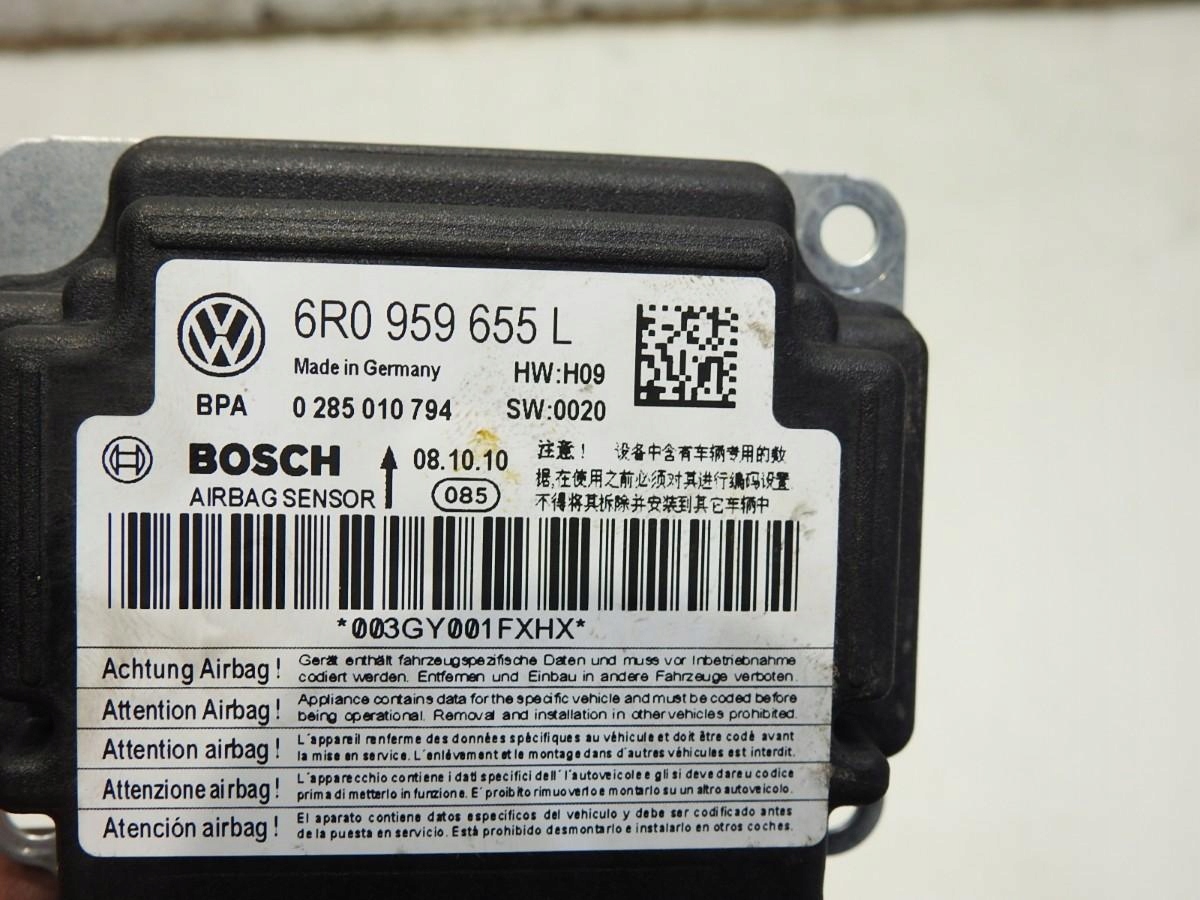 6R0 959 655 L
Made in Germany HW:H09
BPA 0 285 010 794 SW:0020
BOSCH 08.10.10
AIRBAG SENSOR 085
注意！ 设备中含有车辆专用的数
据,在使用之前必须对其进行编码设置
不得将其拆除并安装到其它车辆中
*003GY001FXHX*
Achtung Airbag! Gerät enthält fahrzeugspezifische Daten und muss vor Inbetriebnahme
codiert werden. Entfernen und Einbau in andere Fahrzeuge verboten.
Attention Airbag! Appliance contains data for the specific vehicle and must be coded before
being operational. Removal and installation in other vehicles prohibited.
Attention airbag! L'appareil renferme des données spécifiques au véhicule et doit être codé avant
la mise en service. L'enlévement et le montage dans d'autres véhicules est interdit.
Attenzione airbag! L'apparecchio contiene i dati specifici dell'l'autoveicolo e gli si deve dare u codice
prima di metterlo in funzione. E'proibito rimuoverlo e montarlo su un altro autoveicolo.
Atención airbag! El aparato contiene datos especificos del vehiculo y debe ser codificado antes
de la puesta en servicio. Está prohibido desmontarlo e instalarlo en otros coches.